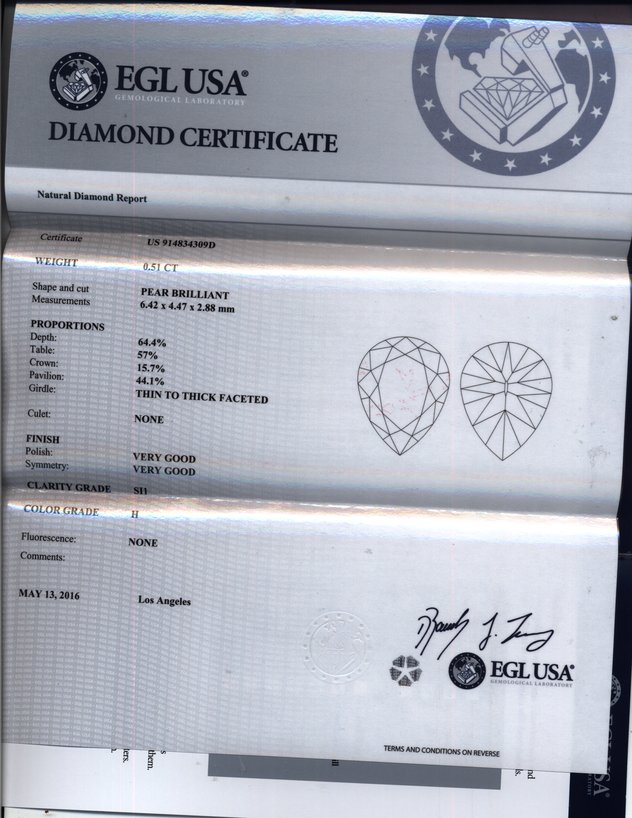 EGL USA®
GEMOLOGICAL LABORATORY
DIAMOND CERTIFICATE
Natural Diamond Report
Certificate US 914834309D
WEIGHT 0.51 CT
Shape and cut PEAR BRILLIANT
Measurements 6.42 x 4.47 x 2.88 mm
PROPORTIONS
Depth: 64.4%
Table: 57%
Crown: 15.7%
Pavilion: 44.1%
Girdle: THIN TO THICK FACETED
Culet: NONE
FINISH
Polish: VERY GOOD
Symmetry: VERY GOOD
CLARITY GRADE SI1
COLOR GRADE H
Fluorescence: NONE
Comments:
MAY 13, 2016 Los Angeles
EGL USA®
GEMOLOGICAL LABORATORY
TERMS AND CONDITIONS ON REVERSE
them.